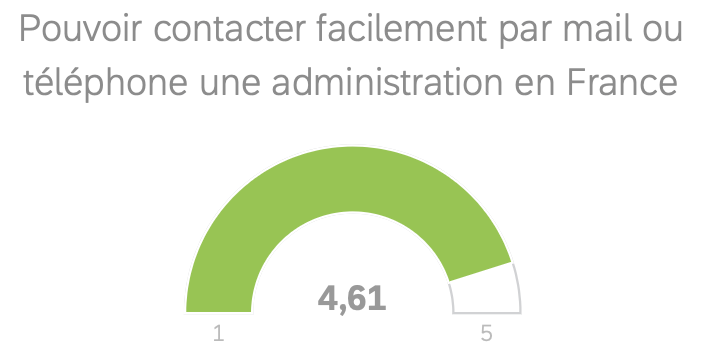 Pouvoir contacter facilement par mail ou
téléphone une administration en France
4,61
1
5